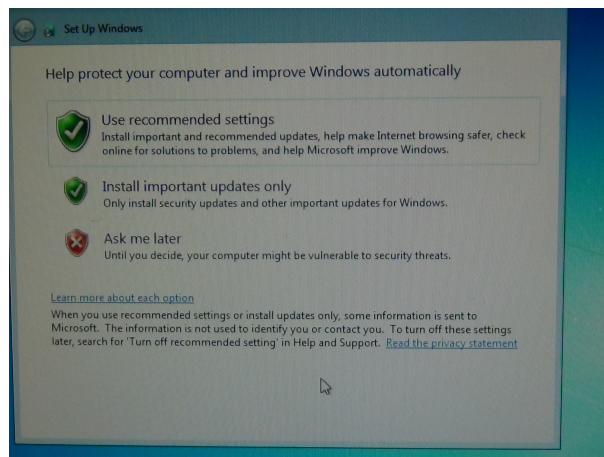 Set Up Windows
Help protect your computer and improve Windows automatically
Use recommended settings
Install important and recommended updates, help make Internet browsing safer, check
online for solutions to problems, and help Microsoft improve Windows.
Install important updates only
Only install security updates and other important updates for Windows.
Ask me later
Until you decide, your computer might be vulnerable to security threats.
Learn more about each option
When you use recommended settings or install updates only, some information is sent to
Microsoft. The information is not used to identify you or contact you. To turn off these settings
later, search for 'Turn off recommended setting' in Help and Support. Read the privacy statement